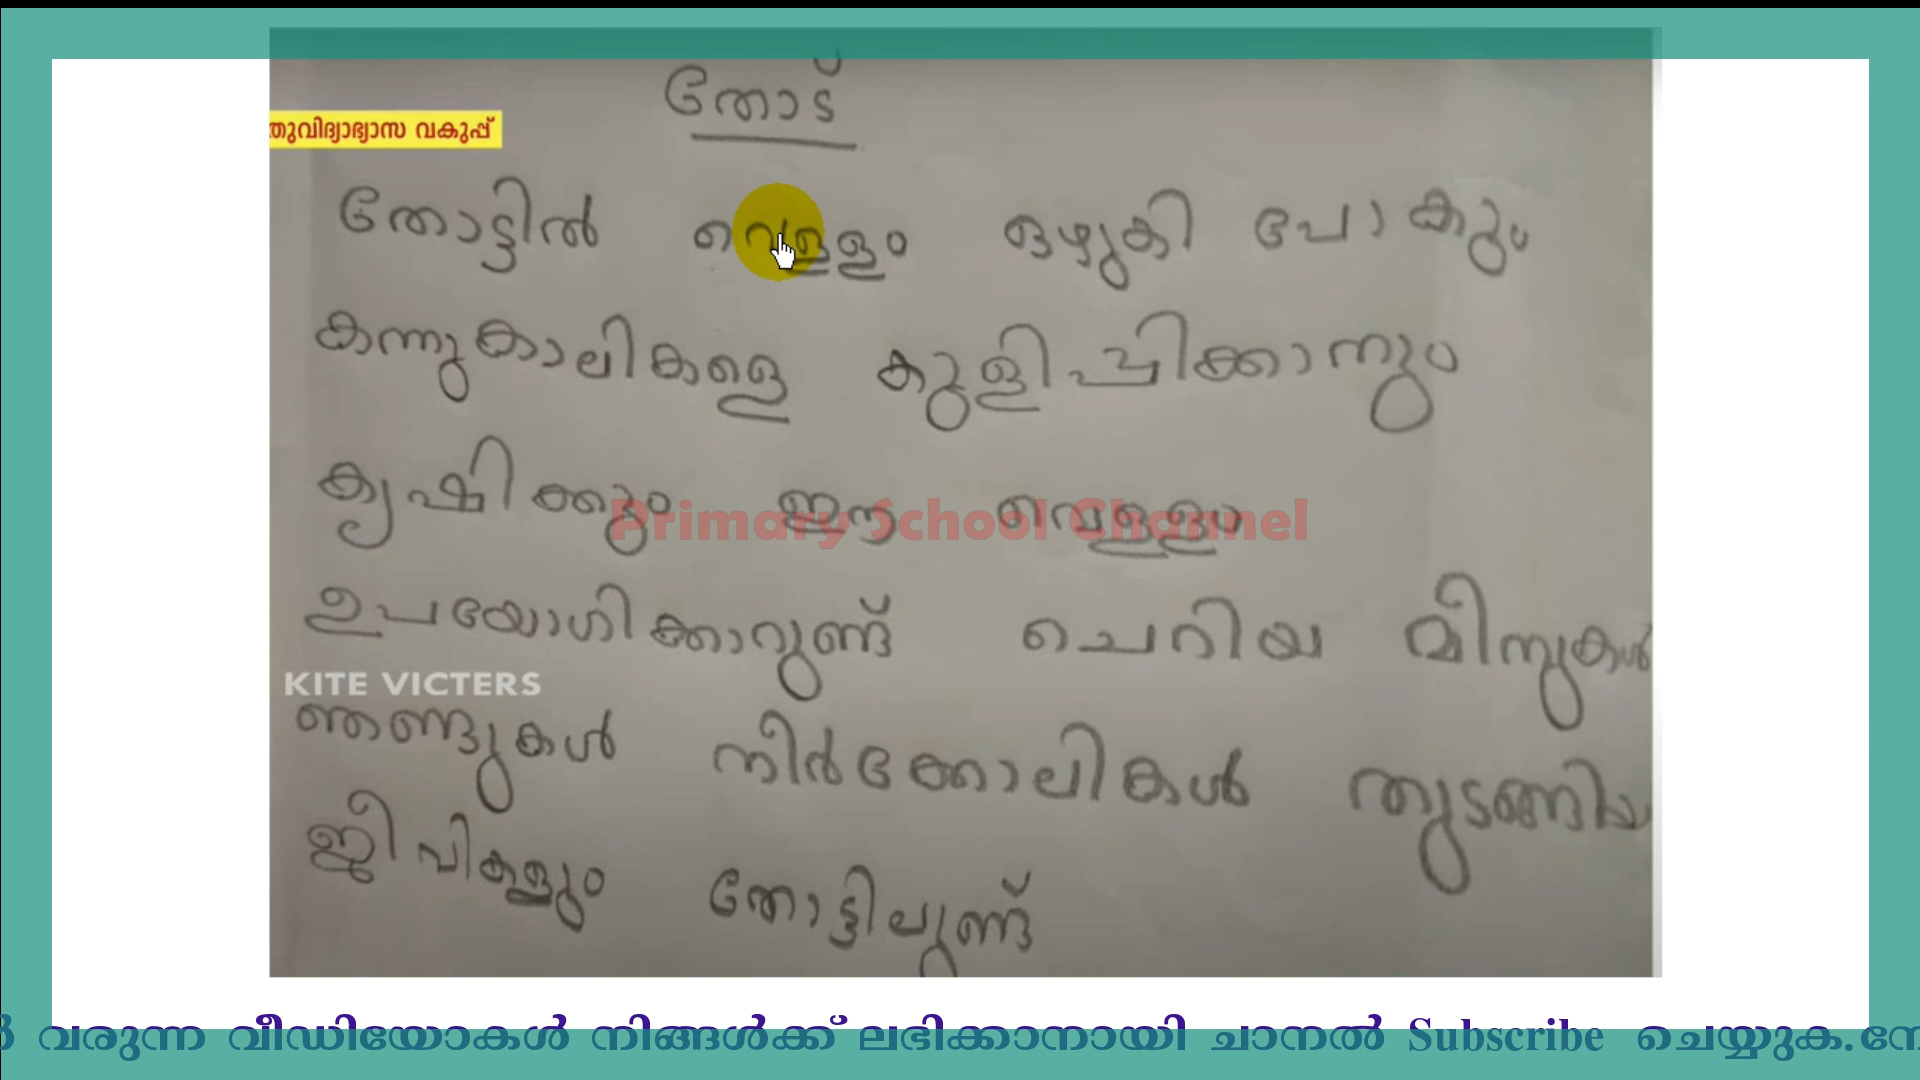 തോട്
തുവിദ്യാഭ്യാസ വകുപ്പ്
തോട്ടിൽ വെള്ളം ഒഴുകി പോകും
കന്നുകാലികളെ കുളിപ്പിക്കാനും
കൃഷിക്കും ഈ വെള്ളം
Primary School Channel
ഉപയോഗിക്കാറുണ്ട് ചെറിയ മീനുകൾ
KITE VICTERS
ഞണ്ടുകൾ നീർക്കോലികൾ തുടങ്ങിയ
ജീവികളും തോട്ടിലുണ്ട്
വരുന്ന വീഡിയോകൾ നിങ്ങൾക്ക് ലഭിക്കാനായി ചാനൽ Subscribe ചെയ്യുക.